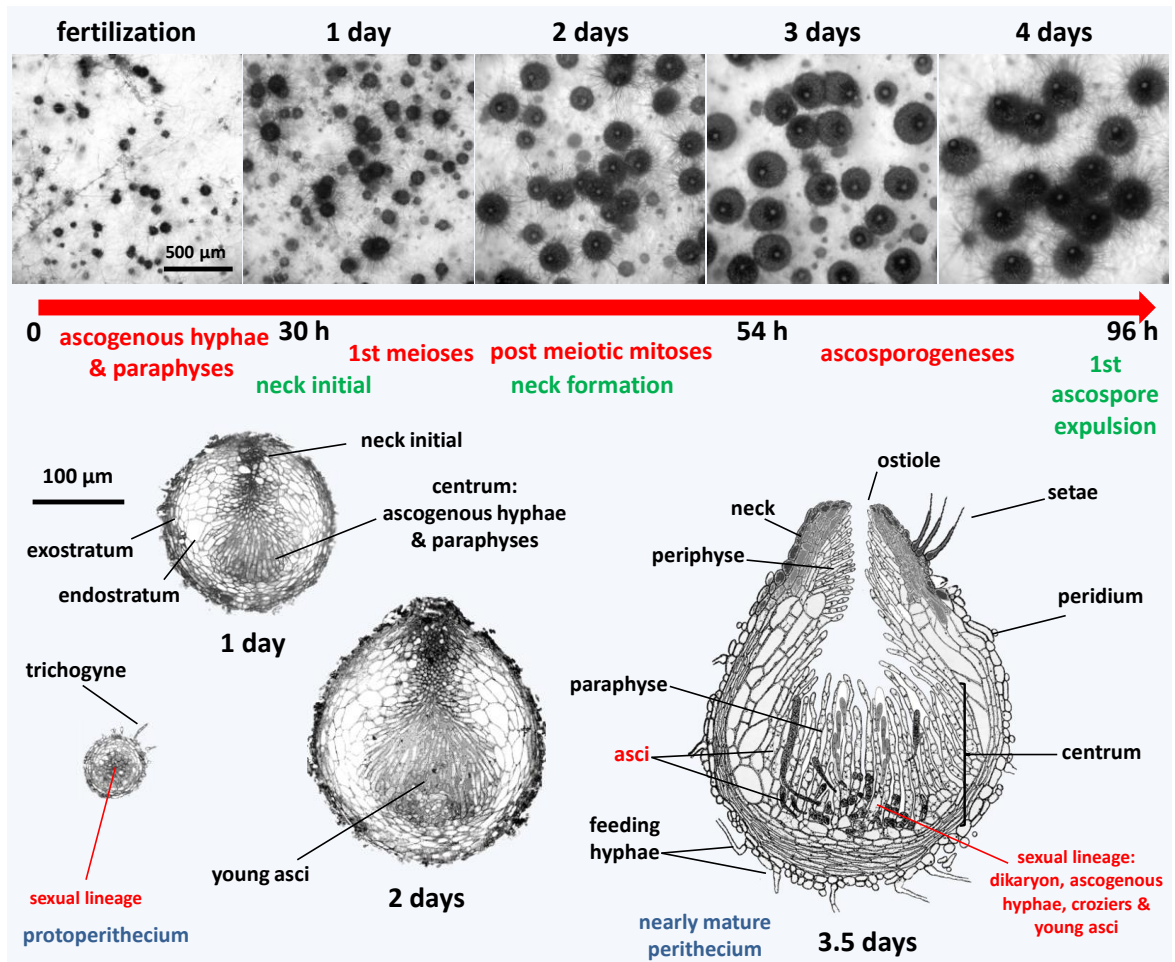 fertilization
1 day
2 days
3 days
4 days
500 µm
0
30 h
54 h
96 h
ascogenous hyphae
& paraphyses
1st meioses
post meiotic mitoses
ascosporogeneses
neck initial
neck formation
1st
ascospore
expulsion
100 µm
neck initial
centrum:
ascogenous hyphae
& paraphyses
exostratum
endostratum
1 day
trichogyne
sexual lineage
protoperithecium
young asci
2 days
ostiole
setae
neck
periphyse
peridium
paraphyse
asci
centrum
feeding
hyphae
sexual lineage:
dikaryon, ascogenous
hyphae, croziers &
young asci
nearly mature
perithecium
3.5 days